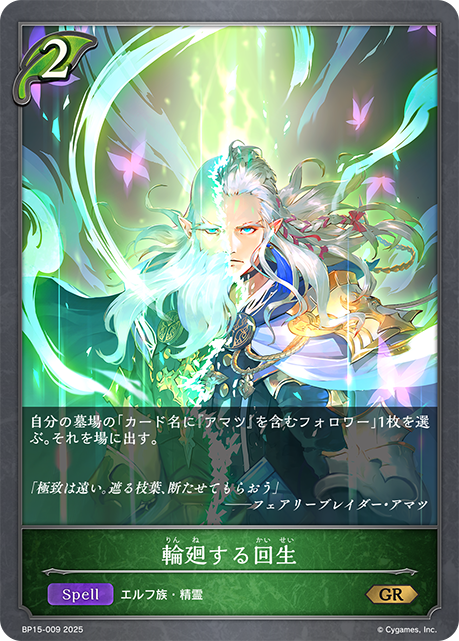 2
自分の墓場の「カード名に『アマツ』を含むフォロワー」1枚を選
ぶ。それを場に出す。
「極致は遠い。遮る枝葉、断たせてもらおう」
──フェアリーブレイダー・アマツ
りんね かいせい
輪廻する回生
Spell エルフ族・精霊 GR
BP15-009 2025 © Cygames, Inc.